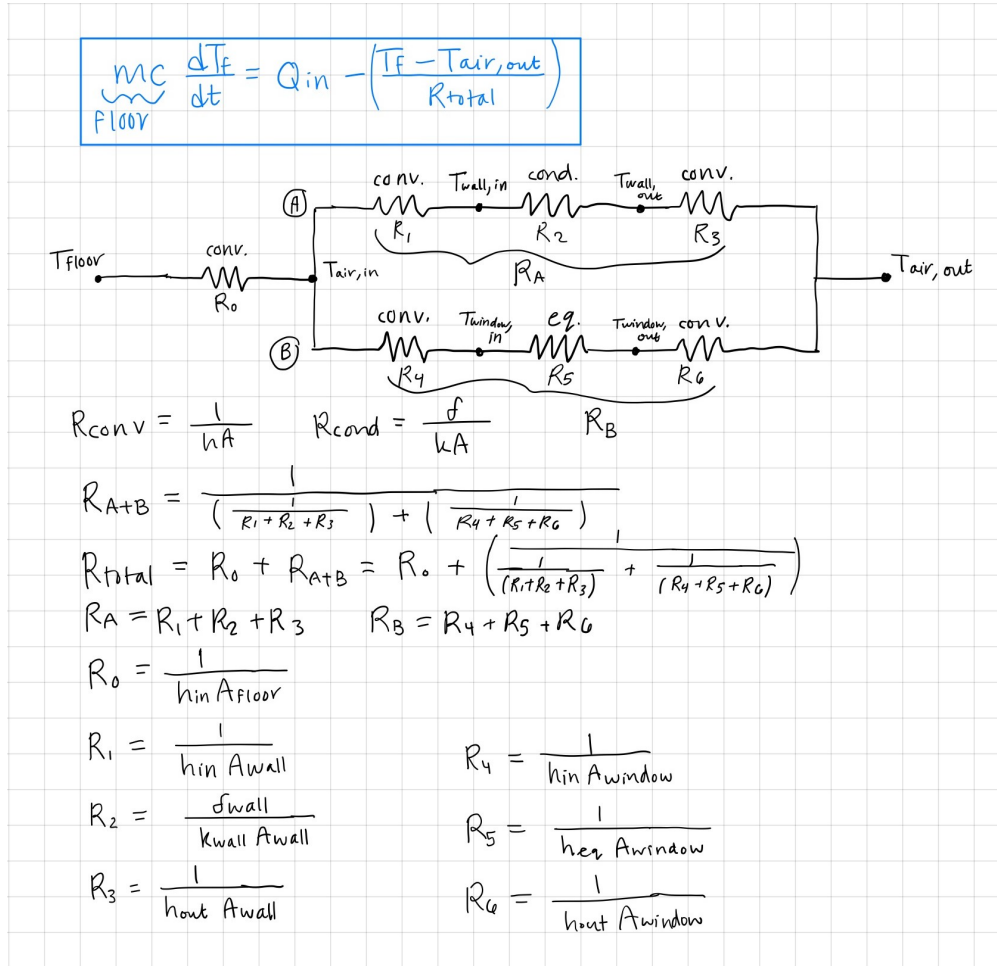 mc dTF/dt = Qin − (TF − Tair,out / Rtotal)
floor
conv. Twall,in cond. Twall,out conv.
A
R1 R2 R3
Tfloor conv. Tair,in RA Tair,out
R0
conv. Twindow,in eq. Twindow,out conv.
B
R4 R5 R6
Rconv = 1/hA Rcond = δ/kA RB
RA+B = 1/((1/R1+R2+R3) + (1/R4+R5+R6))
Rtotal = R0 + RA+B = R0 + (1/(1/(R1+R2+R3) + 1/(R4+R5+R6)))
RA = R1+R2+R3 RB = R4+R5+R6
R0 = 1/hin Afloor
R1 = 1/hin Awall R4 = 1/hin Awindow
R2 = δwall/kwall Awall R5 = 1/heq Awindow
R3 = 1/hout Awall R6 = 1/hout Awindow